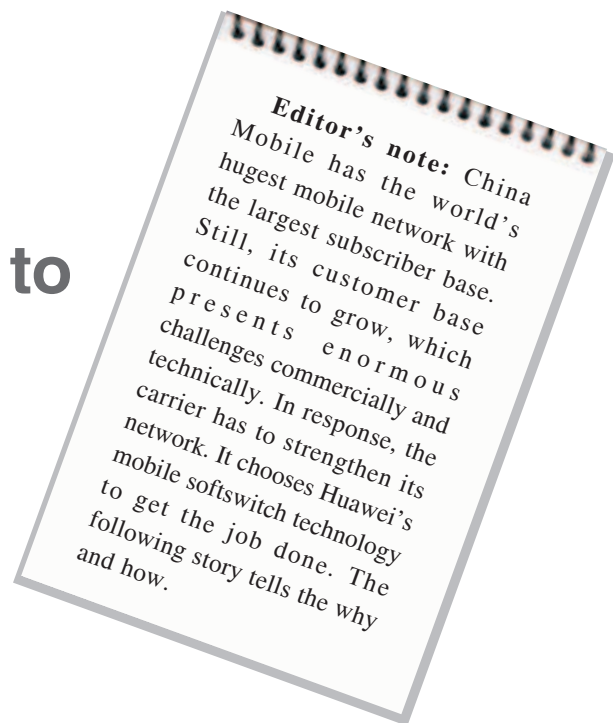 to
Editor's note: China
Mobile has the world's
hugest mobile network with
the largest subscriber base.
Still, its customer base
continues to grow, which
presents enormous
challenges commercially and
technically. In response, the
carrier has to strengthen its
network. It chooses Huawei's
mobile softswitch technology
to get the job done. The
following story tells the why
and how.